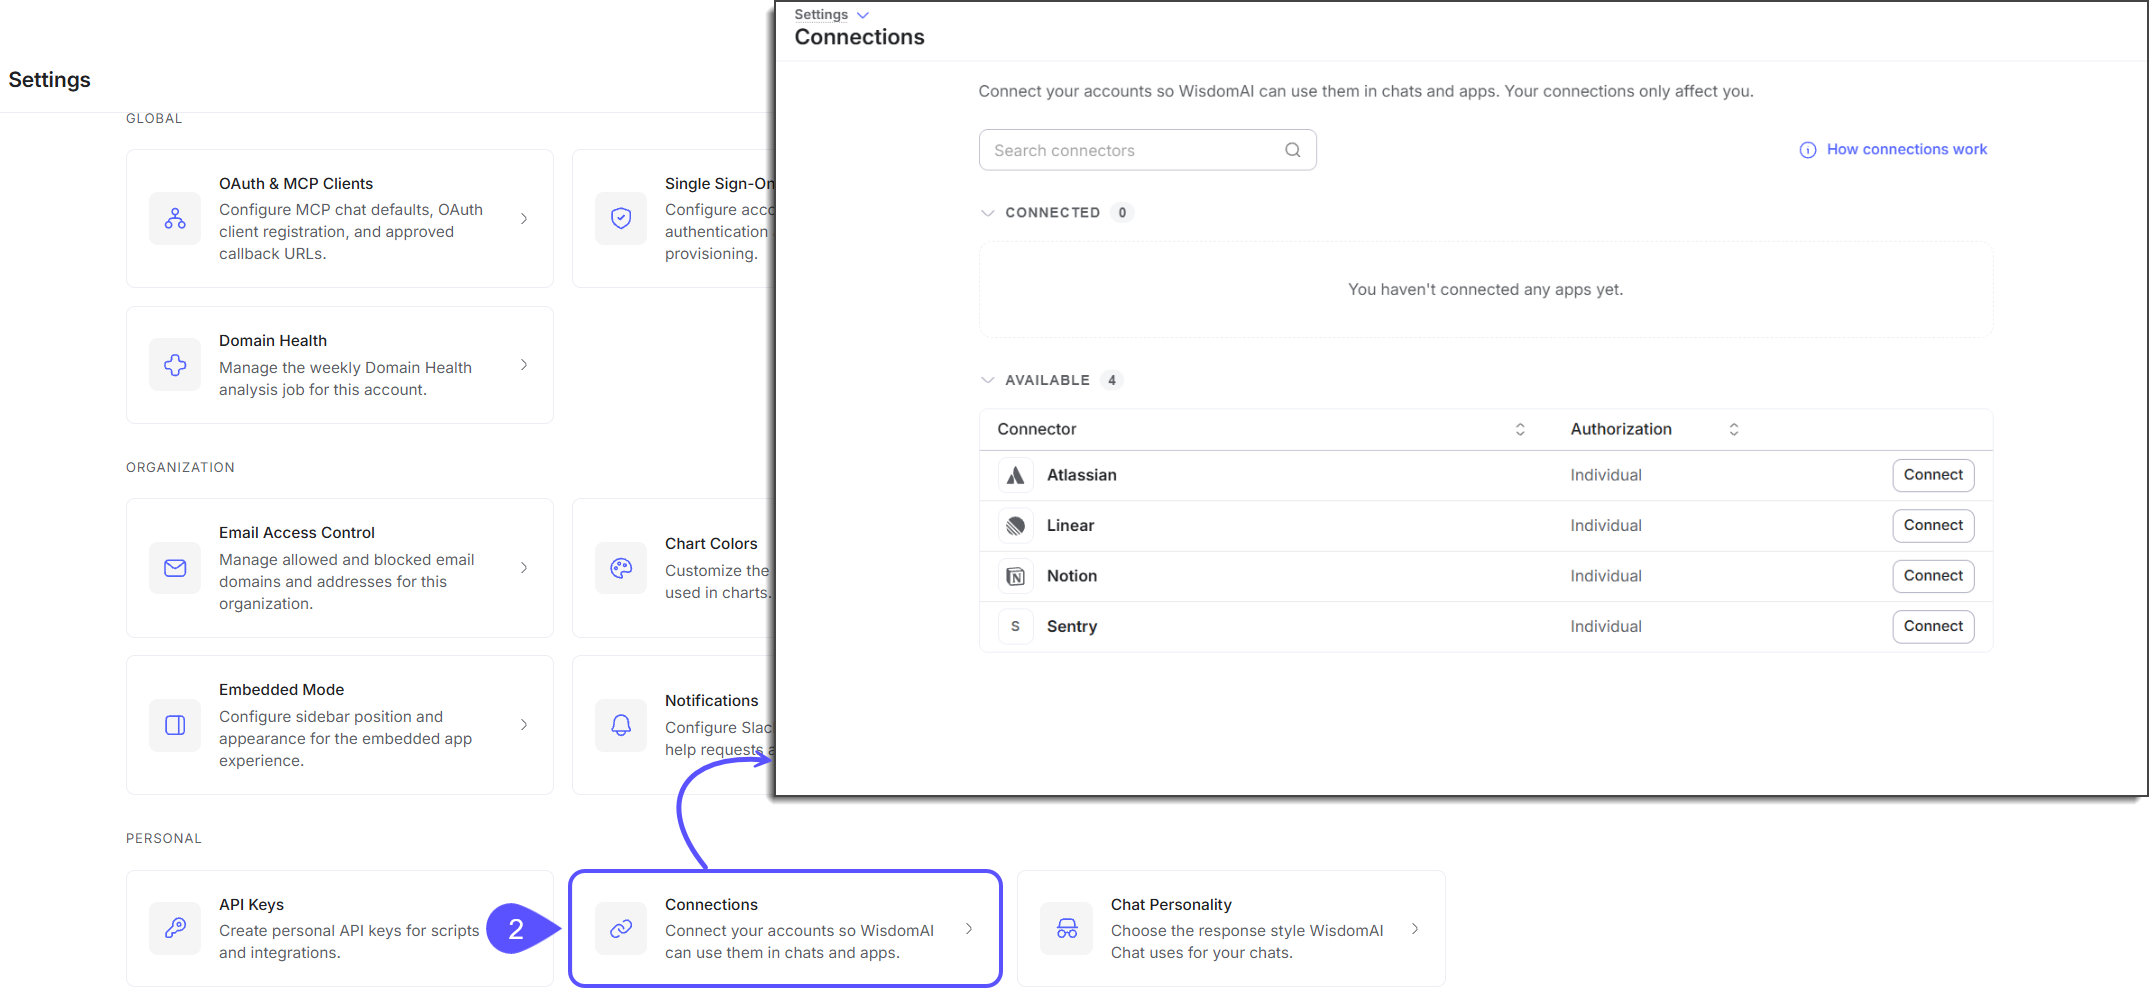 Settings
GLOBAL
OAuth & MCP Clients
Configure MCP chat defaults, OAuth
client registration, and approved
callback URLs.
Single Sign-On
Configure acco
authentication
provisioning.
Domain Health
Manage the weekly Domain Health
analysis job for this account.
ORGANIZATION
Email Access Control
Manage allowed and blocked email
domains and addresses for this
organization.
Chart Colors
Customize the
used in charts.
Embedded Mode
Configure sidebar position and
appearance for the embedded app
experience.
Notifications
Configure Slac
help requests a
PERSONAL
API Keys
Create personal API keys for scripts
and integrations.
2
Connections
Connect your accounts so WisdomAI
can use them in chats and apps.
Chat Personality
Choose the response style WisdomAI
Chat uses for your chats.
Settings
Connections
Connect your accounts so WisdomAI can use them in chats and apps. Your connections only affect you.
Search connectors
How connections work
CONNECTED 0
You haven't connected any apps yet.
AVAILABLE 4
Connector Authorization
Atlassian Individual Connect
Linear Individual Connect
Notion Individual Connect
S Sentry Individual Connect